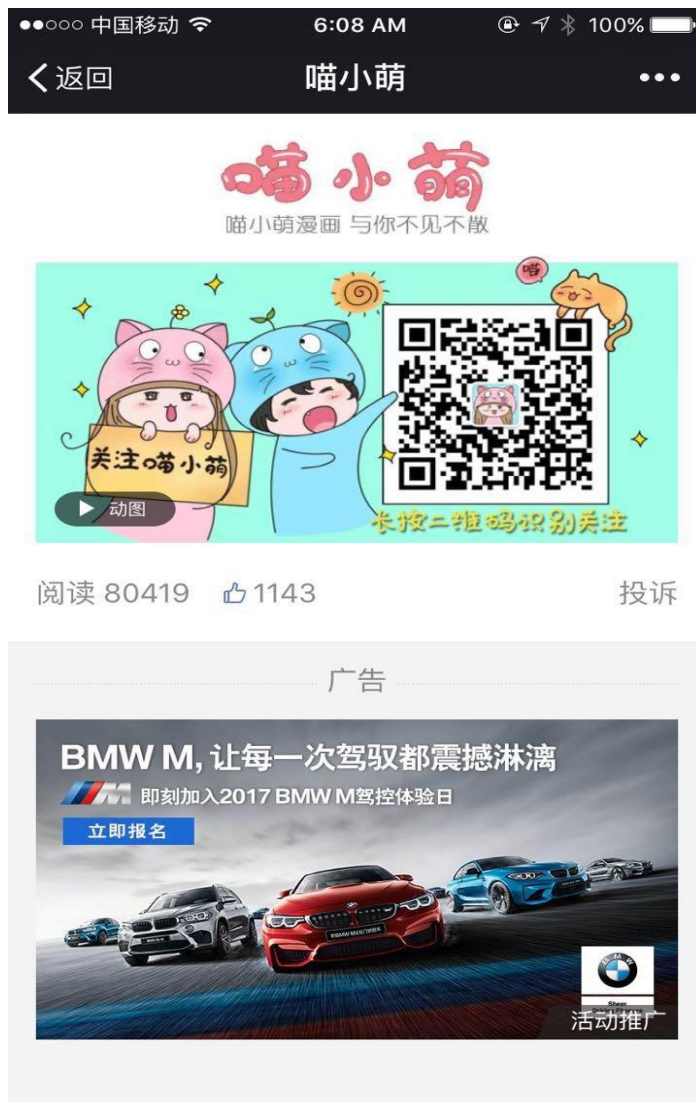 中国移动 6:08 AM 100%
返回 喵小萌
喵小萌
喵小萌漫画 与你不见不散
喵
关注喵小萌
动图
长按二维码识别关注
阅读 80419 1143 投诉
广告
BMW M, 让每一次驾驭都震撼淋漓
M 即刻加入2017 BMW M驾控体验日
立即报名
BMW
Sheer
活动推广